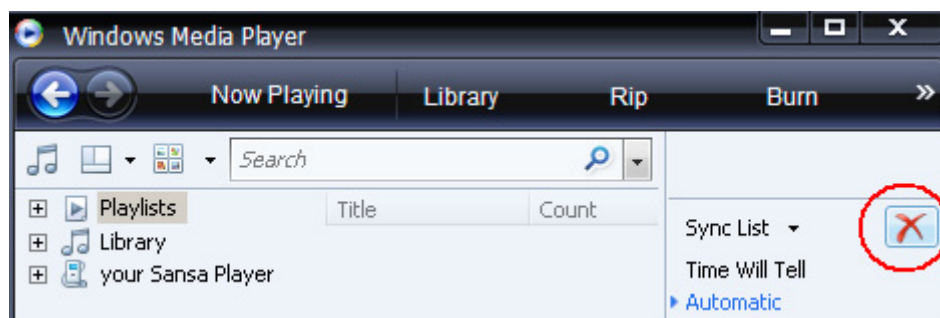 Windows Media Player
Now Playing Library Rip Burn »
Search
Playlists Title Count
Library
your Sansa Player
Sync List
Time Will Tell
Automatic